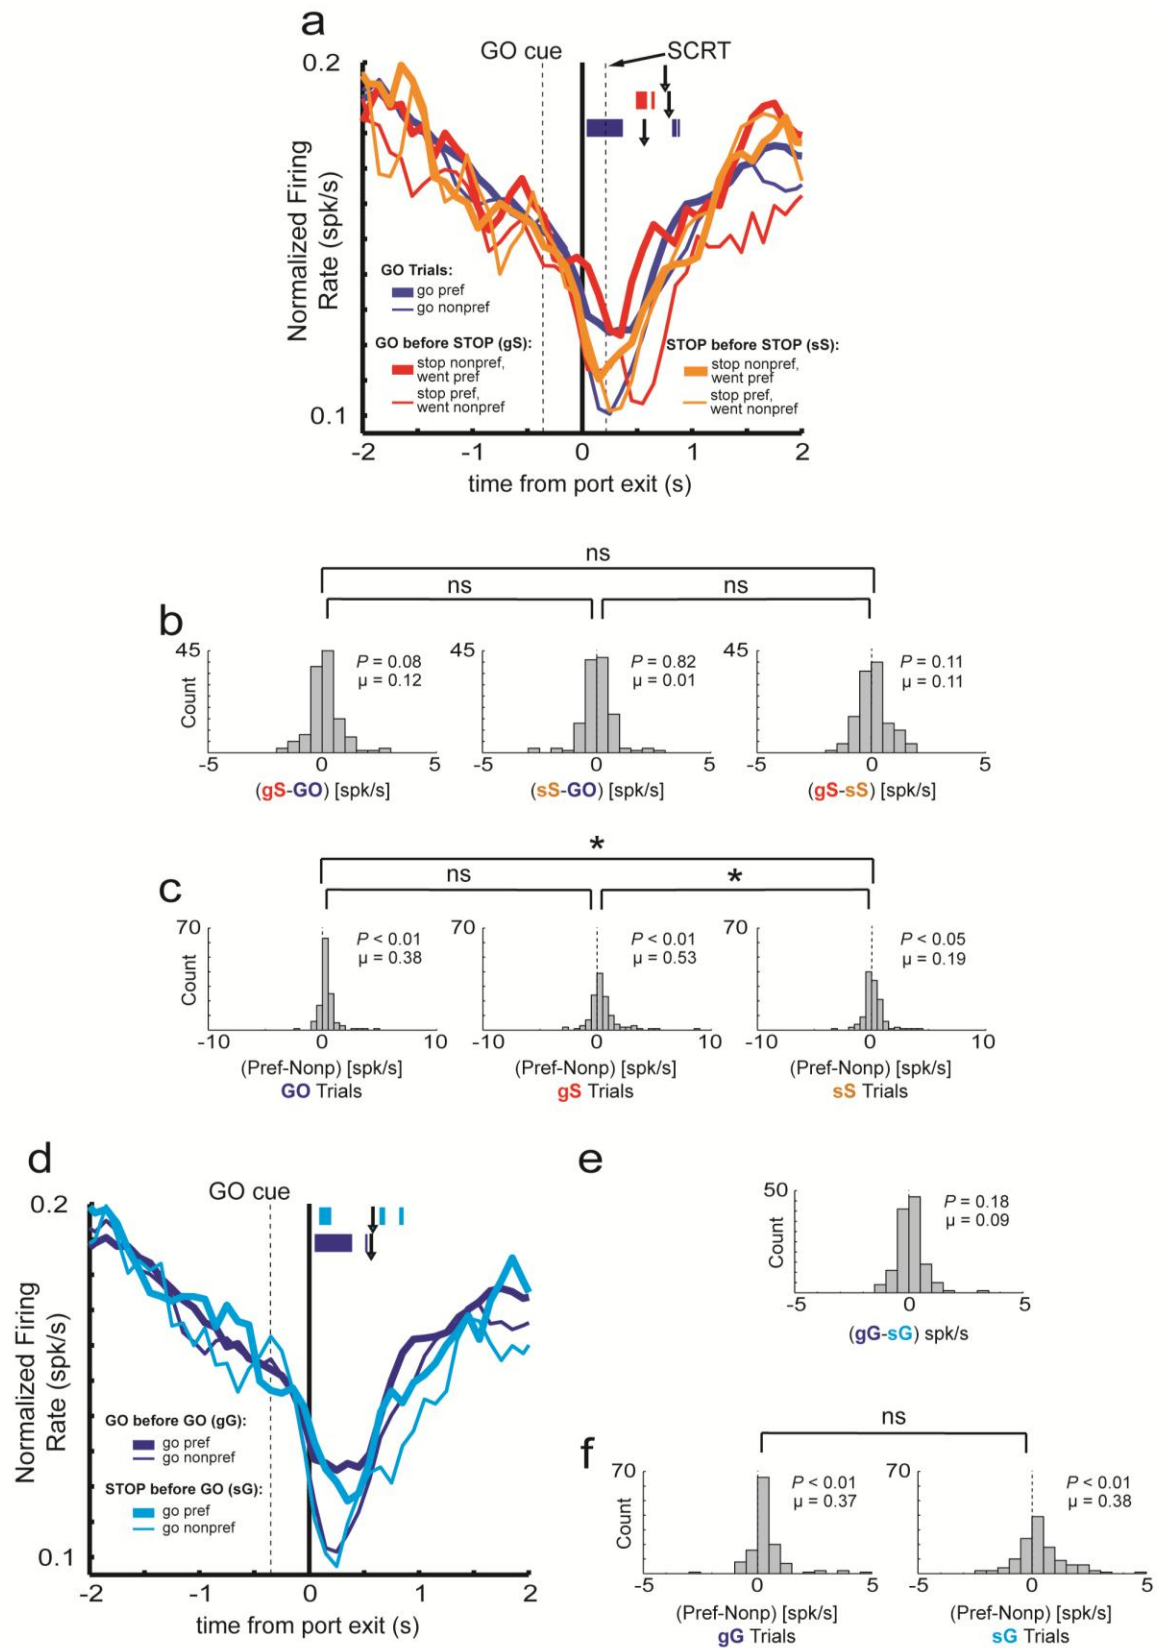 a
GO cue
SCRT
0.2
Normalized Firing
Rate (spk/s)
GO Trials:
go pref
go nonpref
GO before STOP (gS):
stop nonpref,
went pref
stop pref,
went nonpref
STOP before STOP (sS):
stop nonpref,
went pref
stop pref,
went nonpref
0.1
-2 -1 0 1 2
time from port exit (s)
ns
ns ns
b
45
Count
P = 0.08
µ = 0.12
-5 0 5
(gS-GO) [spk/s]
45
P = 0.82
µ = 0.01
-5 0 5
(sS-GO) [spk/s]
45
P = 0.11
µ = 0.11
-5 0 5
(gS-sS) [spk/s]
*
ns *
c
70
Count
P < 0.01
µ = 0.38
-10 0 10
(Pref-Nonp) [spk/s]
GO Trials
70
P < 0.01
µ = 0.53
-10 0 10
(Pref-Nonp) [spk/s]
gS Trials
70
P < 0.05
µ = 0.19
-10 0 10
(Pref-Nonp) [spk/s]
sS Trials
d
GO cue
0.2
Normalized Firing
Rate (spk/s)
GO before GO (gG):
go pref
go nonpref
STOP before GO (sG):
go pref
go nonpref
0.1
-2 -1 0 1 2
time from port exit (s)
e
50
Count
P = 0.18
µ = 0.09
-5 0 5
(gG-sG) spk/s
ns
f
70
Count
P < 0.01
µ = 0.37
-5 0 5
(Pref-Nonp) [spk/s]
gG Trials
70
P < 0.01
µ = 0.38
-5 0 5
(Pref-Nonp) [spk/s]
sG Trials